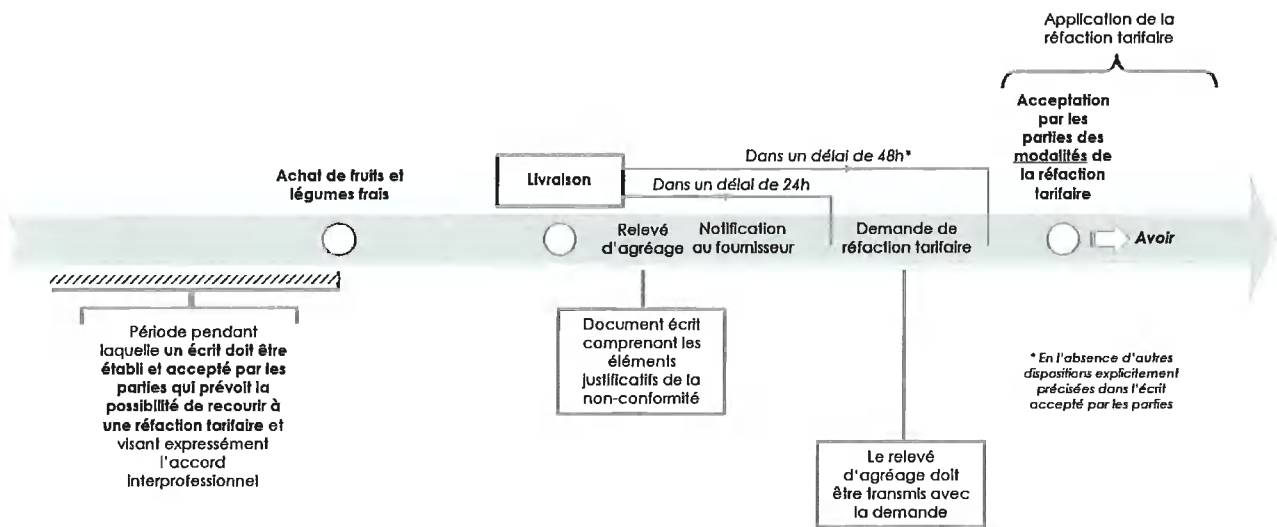 Application de la
réfaction tarifaire
Acceptation
par les
parties des
modalités de
la réfaction
tarifaire
Dans un délai de 48h*
Achat de fruits et
légumes frais
Livraison
Dans un délai de 24h
Relevé
d'agréage
Notification
au fournisseur
Demande de
réfaction tarifaire
Avoir
Période pendant
laquelle un écrit doit être
établi et accepté par les
parties qui prévoit la
possibilité de recourir à
une réfaction tarifaire et
visant expressément
l'accord
interprofessionnel
Document écrit
comprenant les
éléments
justificatifs de la
non-conformité
* En l'absence d'autres
dispositions explicitement
précisées dans l'écrit
accepté par les parties
Le relevé
d'agréage doit
être transmis avec
la demande